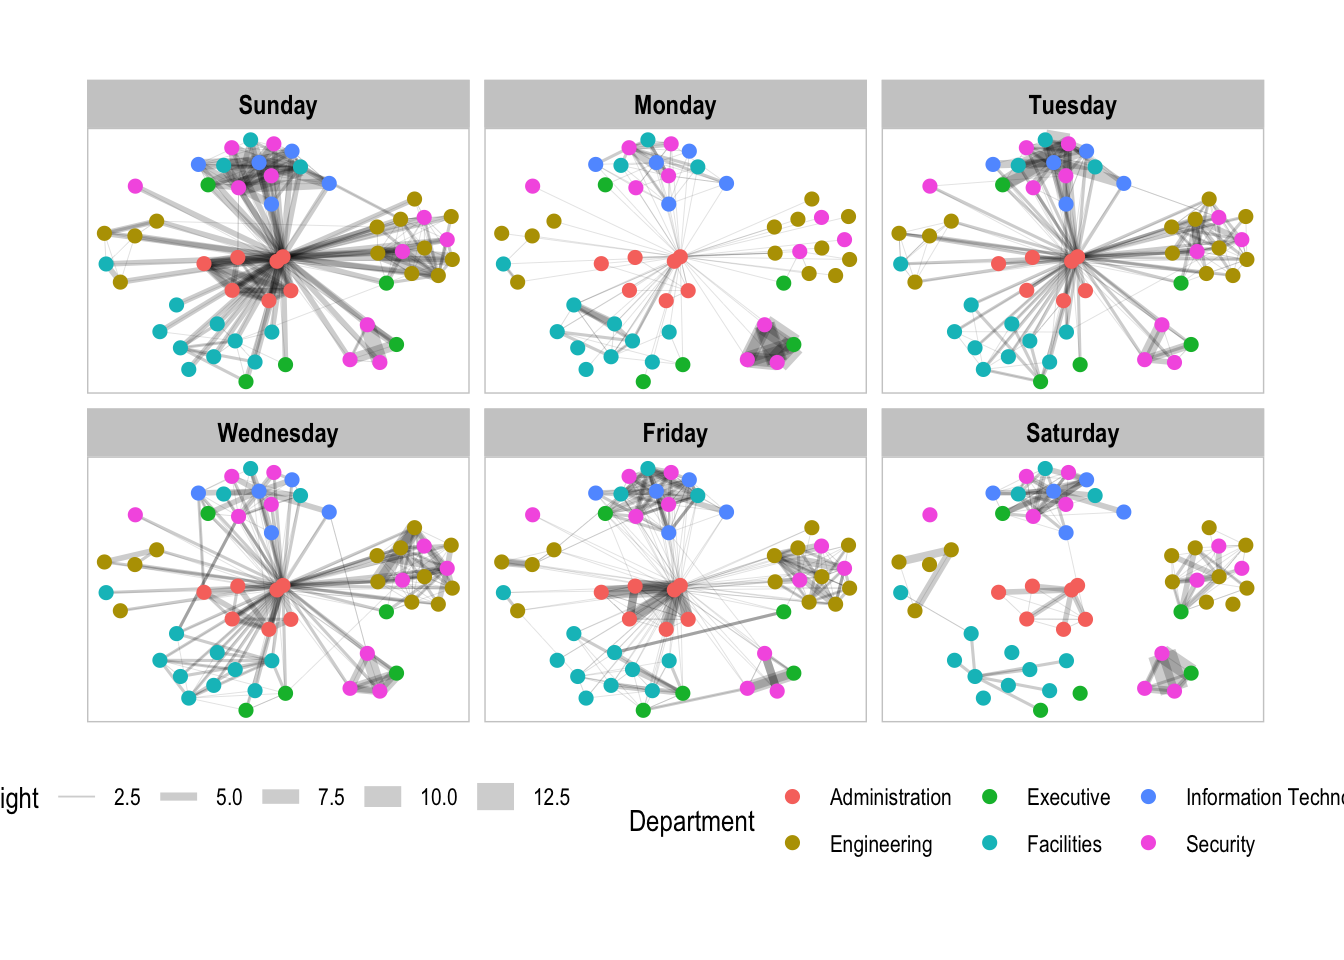 Sunday Monday Tuesday
Wednesday Friday Saturday
ight 2.5 5.0 7.5 10.0 12.5
Department
Administration Executive Information Techno
Engineering Facilities Security